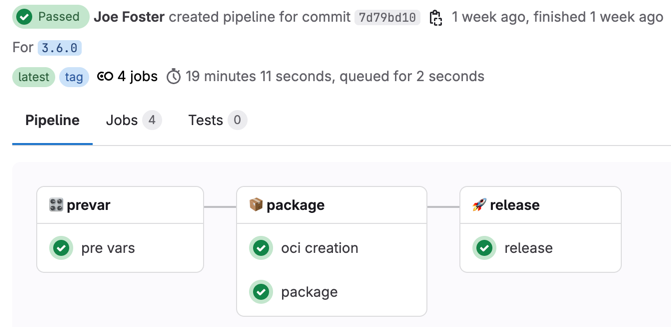 Passed Joe Foster created pipeline for commit 7d79bd10 1 week ago, finished 1 week ago
For 3.6.0
latest tag 4 jobs 19 minutes 11 seconds, queued for 2 seconds
Pipeline Jobs 4 Tests 0
prevar package release
pre vars oci creation release
package